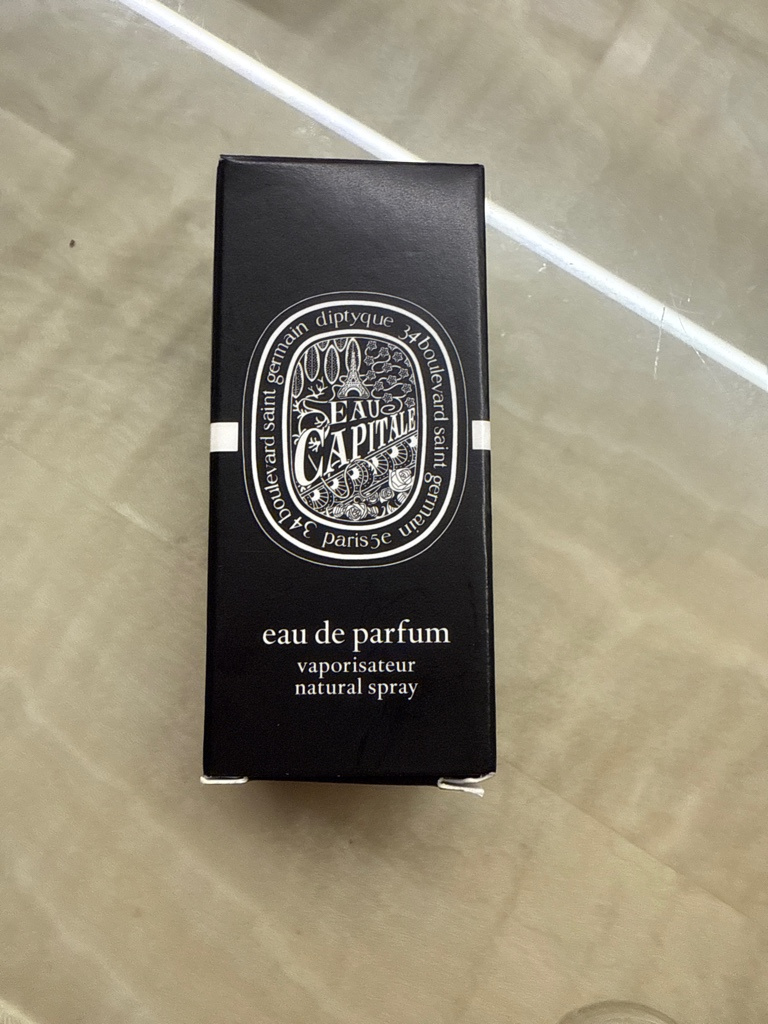 diptyque 34 boulevard saint germain paris 5e 34 boulevard saint germain
EAU
CAPITALE
eau de parfum
vaporisateur
natural spray